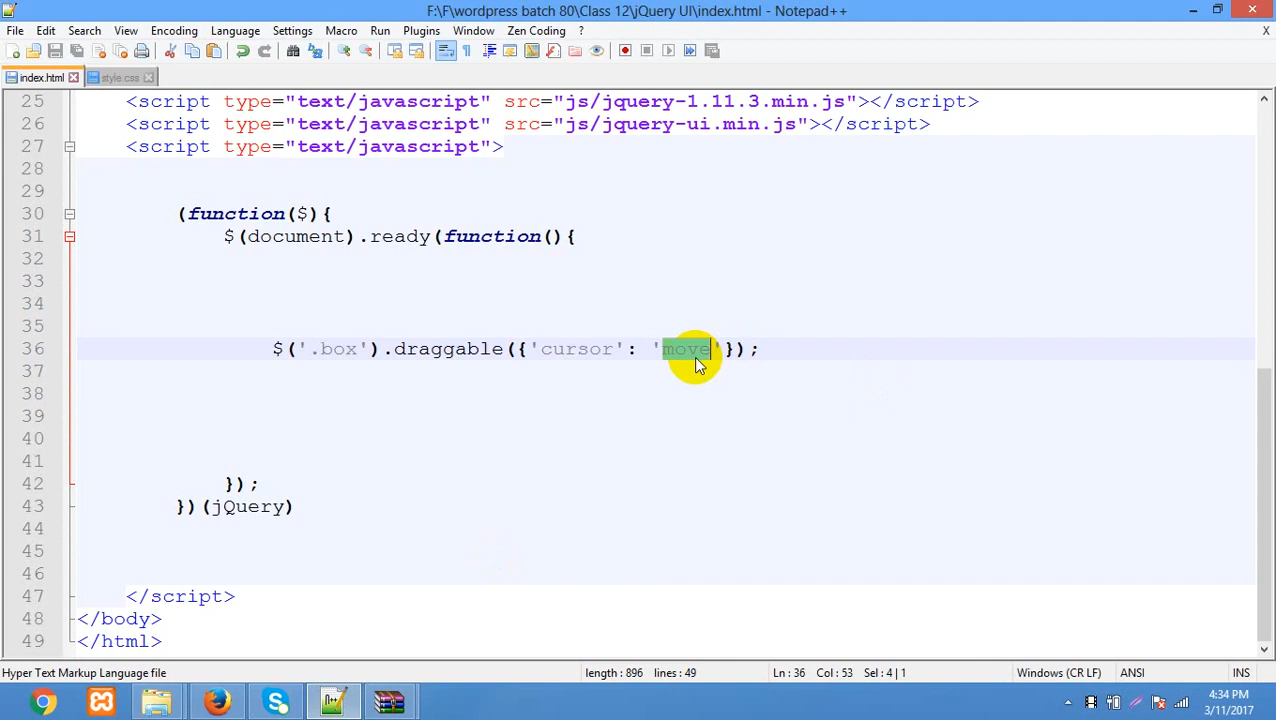 F:\F\wordpress batch 80\Class 12\jQuery UI\index.html - Notepad++
File Edit Search View Encoding Language Settings Macro Run Plugins Window Zen Coding ? X
index.html style.css
25 <script type="text/javascript" src="js/jquery-1.11.3.min.js"></script>
26 <script type="text/javascript" src="js/jquery-ui.min.js"></script>
27 <script type="text/javascript">
28
29
30 (function($){
31 $(document).ready(function(){
32
33
34
35
36 $('.box').draggable({'cursor': 'move'});
37
38
39
40
41
42 });
43 })(jQuery)
44
45
46
47 </script>
48 </body>
49 </html>
Hyper Text Markup Language file length : 896 lines : 49 Ln : 36 Col : 53 Sel : 4 | 1 Windows (CR LF) ANSI INS
4:34 PM
3/11/2017